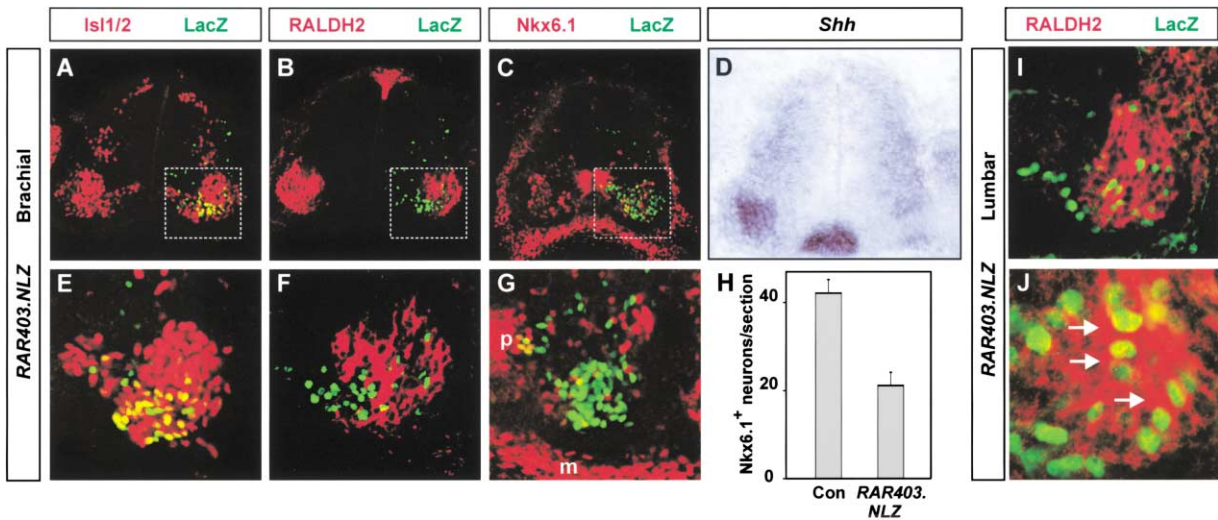 Isl1/2 LacZ
RALDH2 LacZ
Nkx6.1 LacZ
Shh
RALDH2 LacZ
RAR403.NLZ Brachial
A
B
C
D
E
F
G
p
m
H
Nkx6.1+ neurons/section
40
20
0
Con RAR403.
NLZ
RAR403.NLZ Lumbar
I
J